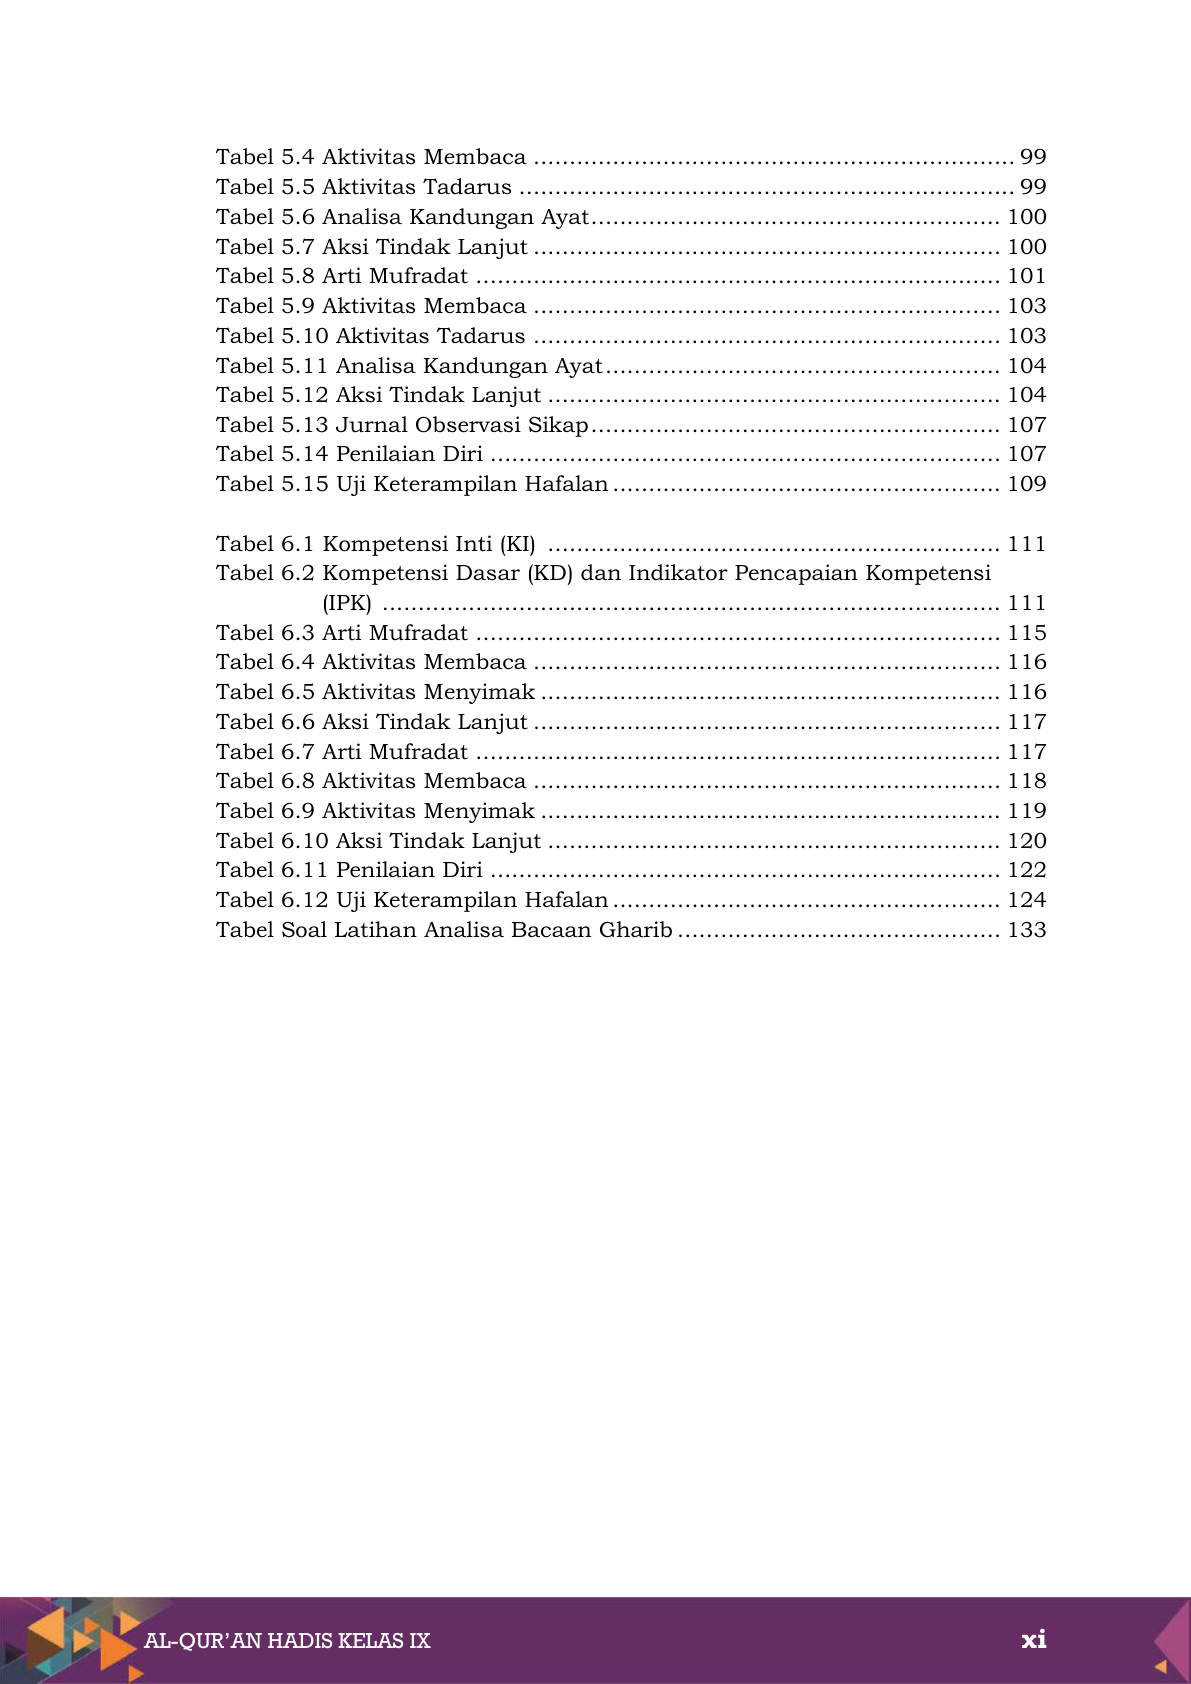 Tabel 5.4 Aktivitas Membaca .................................................................. 99
Tabel 5.5 Aktivitas Tadarus .................................................................... 99
Tabel 5.6 Analisa Kandungan Ayat......................................................... 100
Tabel 5.7 Aksi Tindak Lanjut ................................................................. 100
Tabel 5.8 Arti Mufradat ......................................................................... 101
Tabel 5.9 Aktivitas Membaca ................................................................. 103
Tabel 5.10 Aktivitas Tadarus ................................................................. 103
Tabel 5.11 Analisa Kandungan Ayat....................................................... 104
Tabel 5.12 Aksi Tindak Lanjut ............................................................... 104
Tabel 5.13 Jurnal Observasi Sikap......................................................... 107
Tabel 5.14 Penilaian Diri ....................................................................... 107
Tabel 5.15 Uji Keterampilan Hafalan ...................................................... 109
Tabel 6.1 Kompetensi Inti (KI) ............................................................... 111
Tabel 6.2 Kompetensi Dasar (KD) dan Indikator Pencapaian Kompetensi
(IPK) ...................................................................................... 111
Tabel 6.3 Arti Mufradat ......................................................................... 115
Tabel 6.4 Aktivitas Membaca ................................................................. 116
Tabel 6.5 Aktivitas Menyimak ................................................................ 116
Tabel 6.6 Aksi Tindak Lanjut ................................................................. 117
Tabel 6.7 Arti Mufradat ......................................................................... 117
Tabel 6.8 Aktivitas Membaca ................................................................. 118
Tabel 6.9 Aktivitas Menyimak ................................................................ 119
Tabel 6.10 Aksi Tindak Lanjut ............................................................... 120
Tabel 6.11 Penilaian Diri ....................................................................... 122
Tabel 6.12 Uji Keterampilan Hafalan ...................................................... 124
Tabel Soal Latihan Analisa Bacaan Gharib ............................................. 133
AL-QUR’AN HADIS KELAS IX xi